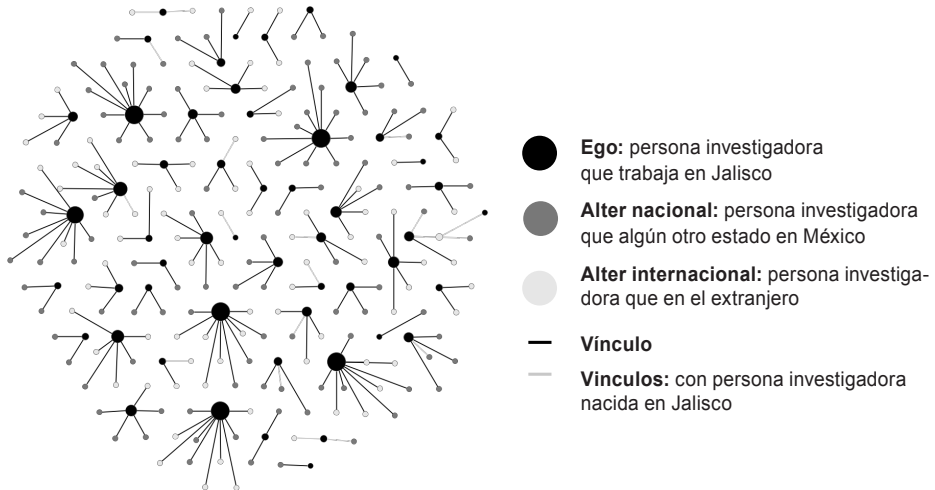 Ego: persona investigadora
que trabaja en Jalisco
Alter nacional: persona investigadora
que algún otro estado en México
Alter internacional: persona investiga-
dora que en el extranjero
Vínculo
Vinculos: con persona investigadora
nacida en Jalisco